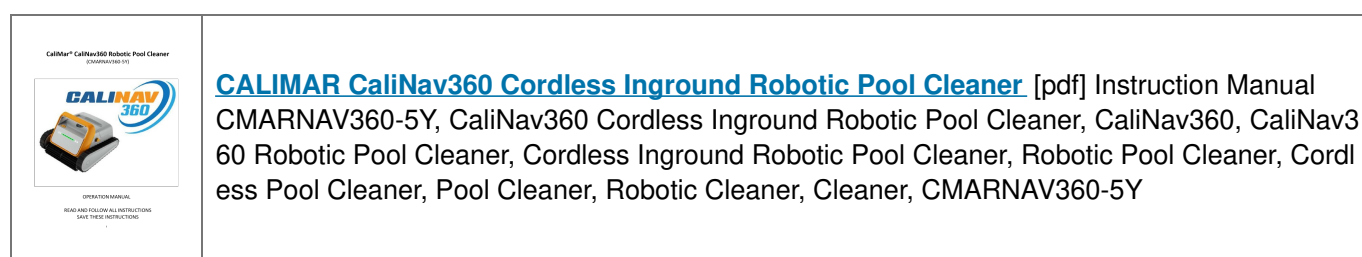 CaliMar® CaliNav360 Robotic Pool Cleaner
(CMARNAV360-5Y)
CALINAV
360
OPERATION MANUAL
READ AND FOLLOW ALL INSTRUCTIONS
SAVE THESE INSTRUCTIONS
CALIMAR CaliNav360 Cordless Inground Robotic Pool Cleaner [pdf] Instruction Manual
CMARNAV360-5Y, CaliNav360 Cordless Inground Robotic Pool Cleaner, CaliNav360, CaliNav3
60 Robotic Pool Cleaner, Cordless Inground Robotic Pool Cleaner, Robotic Pool Cleaner, Cordl
ess Pool Cleaner, Pool Cleaner, Robotic Cleaner, Cleaner, CMARNAV360-5Y